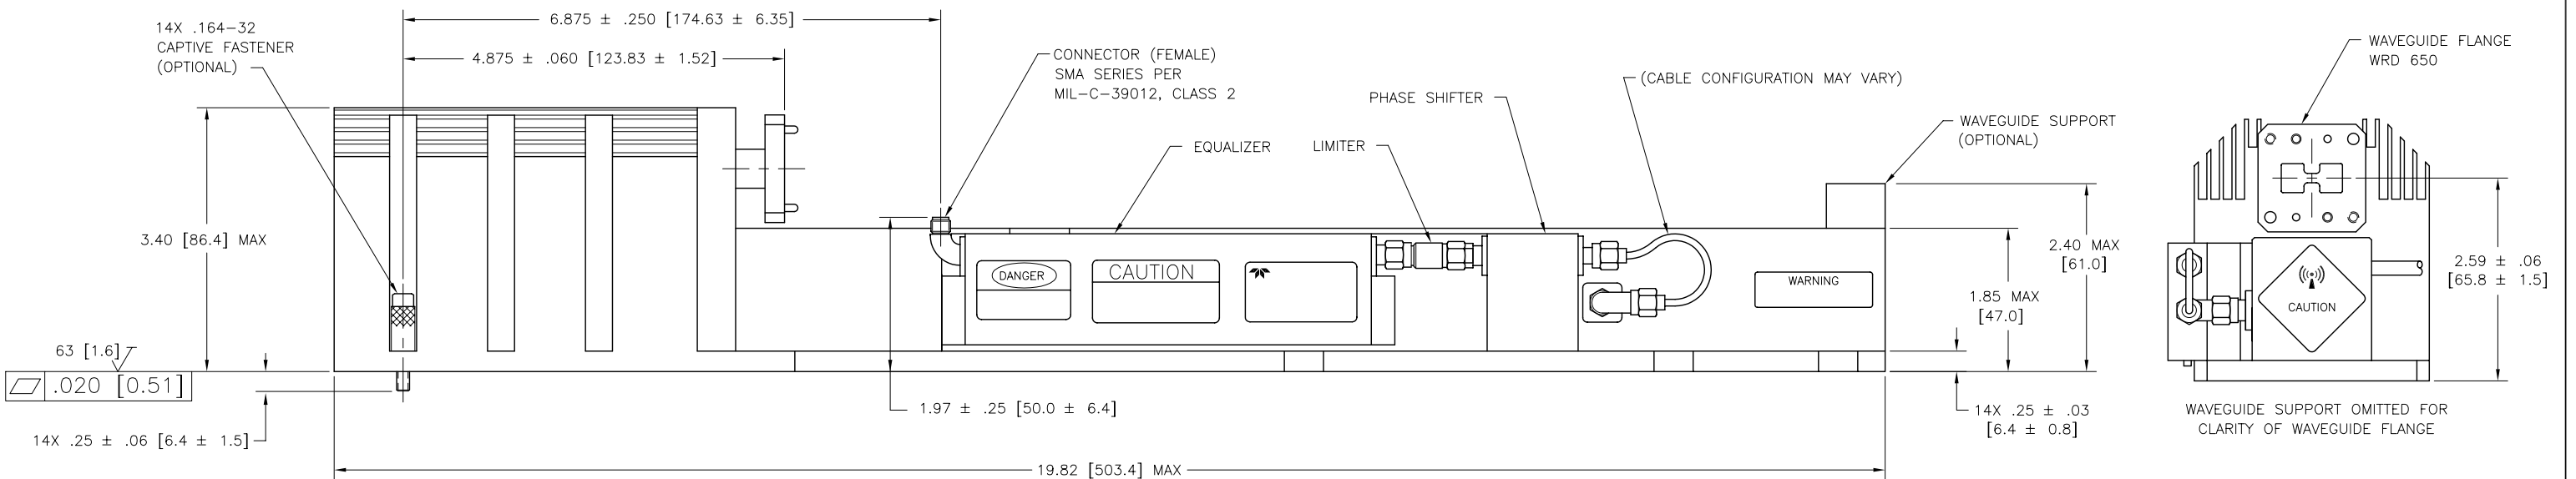 6.875 ± .250 [174.63 ± 6.35]
14X .164-32
CAPTIVE FASTENER
(OPTIONAL)
4.875 ± .060 [123.83 ± 1.52]
CONNECTOR (FEMALE)
SMA SERIES PER
MIL-C-39012, CLASS 2
(CABLE CONFIGURATION MAY VARY)
PHASE SHIFTER
WAVEGUIDE FLANGE
WRD 650
WAVEGUIDE SUPPORT
(OPTIONAL)
EQUALIZER
LIMITER
3.40 [86.4] MAX
DANGER
CAUTION
WARNING
2.40 MAX
[61.0]
1.85 MAX
[47.0]
2.59 ± .06
[65.8 ± 1.5]
CAUTION
63 [1.6]
.020 [0.51]
14X .25 ± .06 [6.4 ± 1.5]
1.97 ± .25 [50.0 ± 6.4]
14X .25 ± .03
[6.4 ± 0.8]
WAVEGUIDE SUPPORT OMITTED FOR
CLARITY OF WAVEGUIDE FLANGE
19.82 [503.4] MAX